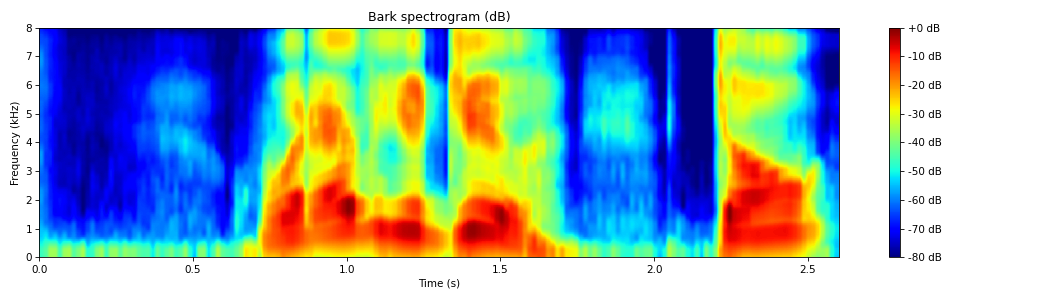 Bark spectrogram (dB)
8
7
6
5
4
3
2
1
0
Frequency (kHz)
0.0 0.5 1.0 1.5 2.0 2.5
Time (s)
+0 dB
-10 dB
-20 dB
-30 dB
-40 dB
-50 dB
-60 dB
-70 dB
-80 dB